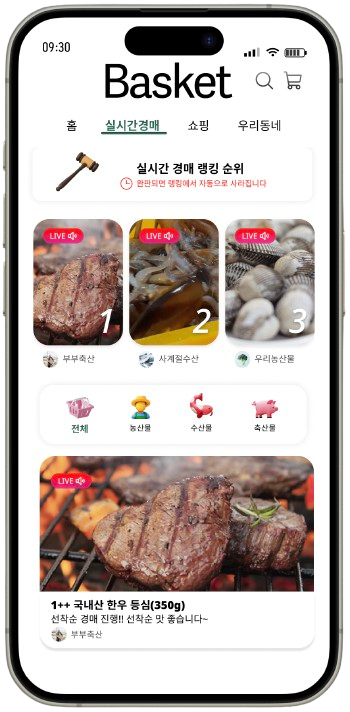 09:30
Basket
홈 실시간경매 쇼핑 우리동네
실시간 경매 랭킹 순위
완판되면 랭킹에서 자동으로 사라집니다
LIVE LIVE LIVE
1 2 3
부부축산 사계절수산 우리농산물
전체 농산물 수산물 축산물
LIVE
1++ 국내산 한우 등심(350g)
선착순 경매 진행!! 선착순 맛 좋습니다~
부부축산